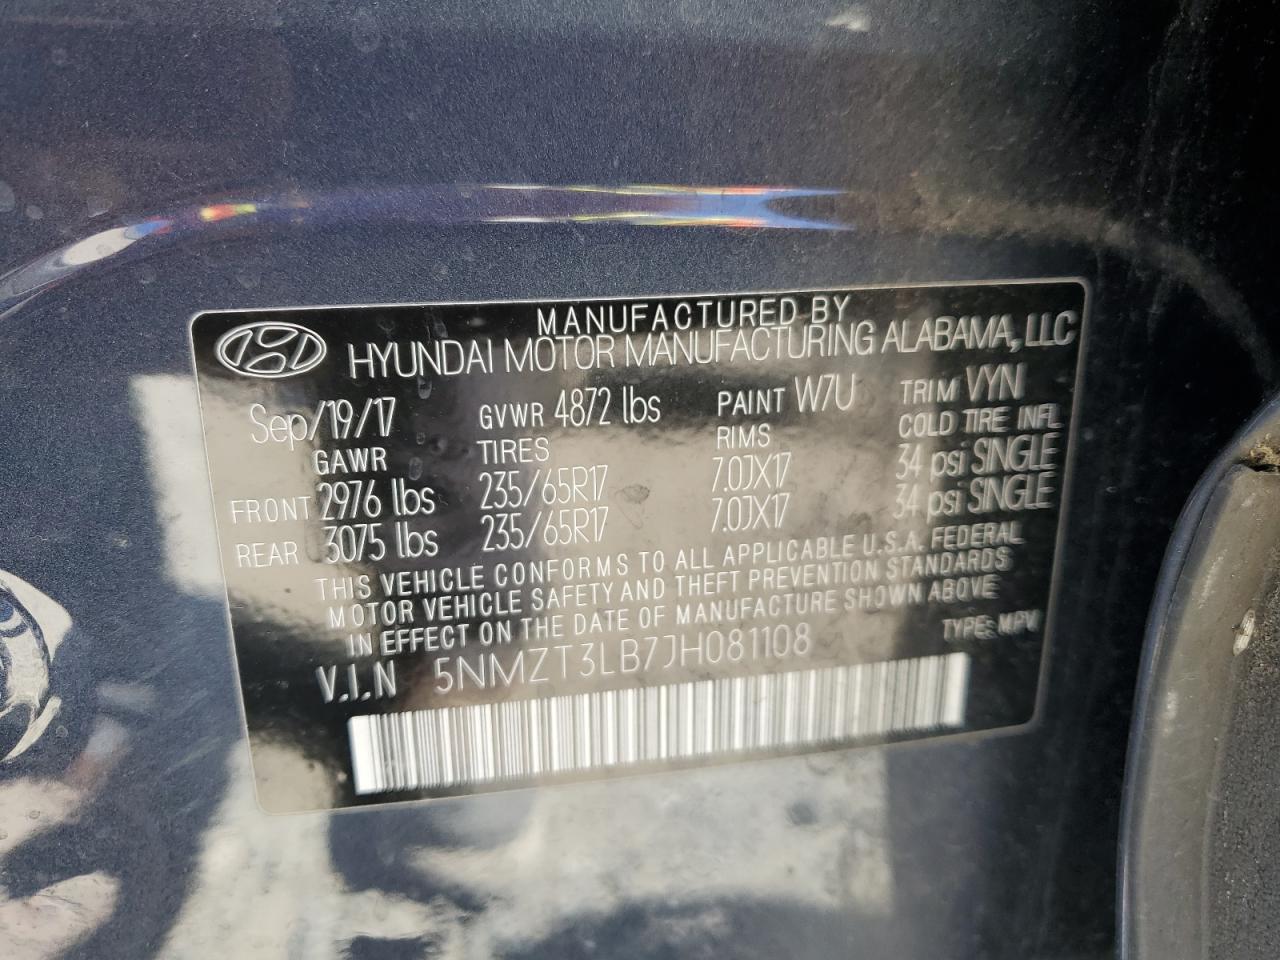 MANUFACTURED BY
HYUNDAI MOTOR MANUFACTURING ALABAMA, LLC
Sep/19/17 GVWR 4872 lbs PAINT W7U TRIM VYN
GAWR TIRES RIMS COLD TIRE INFL
FRONT 2976 lbs 235/65R17 7.0JX17 34 psi SINGLE
REAR 3075 lbs 235/65R17 7.0JX17 34 psi SINGLE
THIS VEHICLE CONFORMS TO ALL APPLICABLE U.S.A. FEDERAL
MOTOR VEHICLE SAFETY AND THEFT PREVENTION STANDARDS
IN EFFECT ON THE DATE OF MANUFACTURE SHOWN ABOVE
V.I.N 5NMZT3LB7JH081108 TYPE: MPV